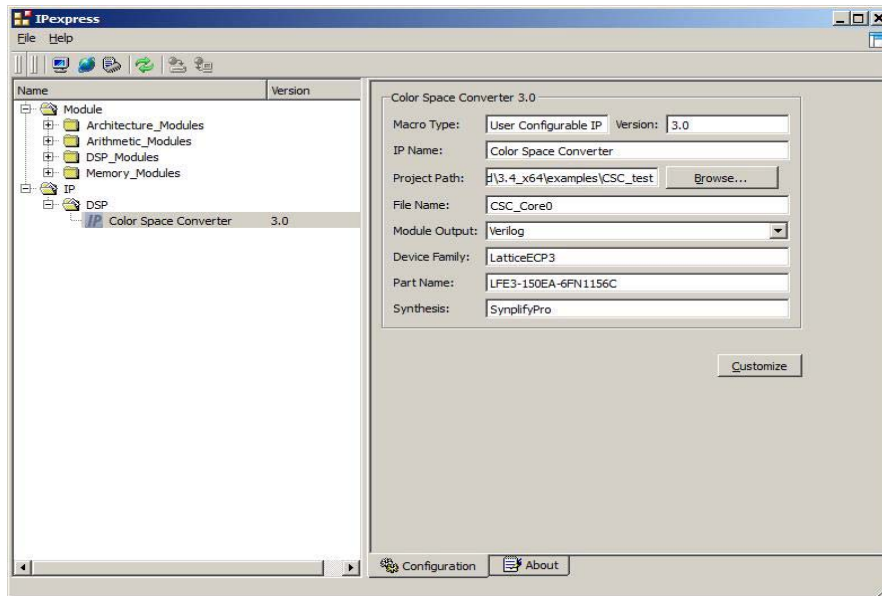 IPexpress
File Help
Name Version
Module
Architecture_Modules
Arithmetic_Modules
DSP_Modules
Memory_Modules
IP
DSP
IP Color Space Converter 3.0
Color Space Converter 3.0
Macro Type: User Configurable IP Version: 3.0
IP Name: Color Space Converter
Project Path: d\3.4_x64\examples\CSC_test Browse...
File Name: CSC_Core0
Module Output: Verilog
Device Family: LatticeECP3
Part Name: LFE3-150EA-6FN1156C
Synthesis: SynplifyPro
Customize
Configuration About